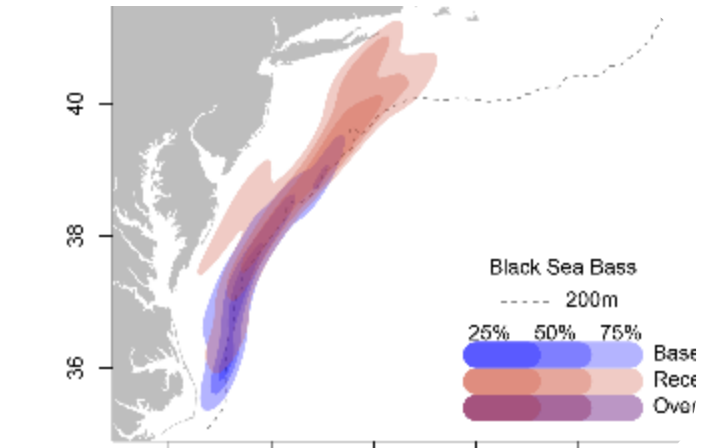 40
38
36
Black Sea Bass
200m
25% 50% 75%
Base
Rece
Over